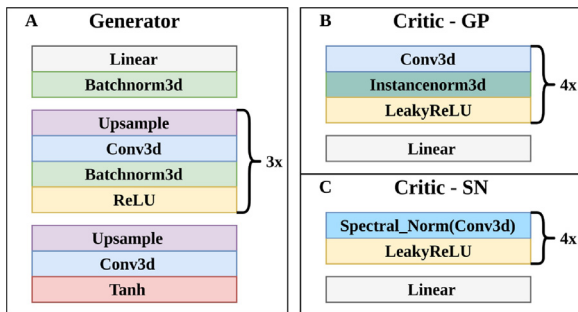 A Generator
Linear
Batchnorm3d
Upsample
Conv3d
Batchnorm3d
ReLU
3x
Upsample
Conv3d
Tanh
B Critic - GP
Conv3d
Instancenorm3d
LeakyReLU
4x
Linear
C Critic - SN
Spectral_Norm(Conv3d)
LeakyReLU
4x
Linear